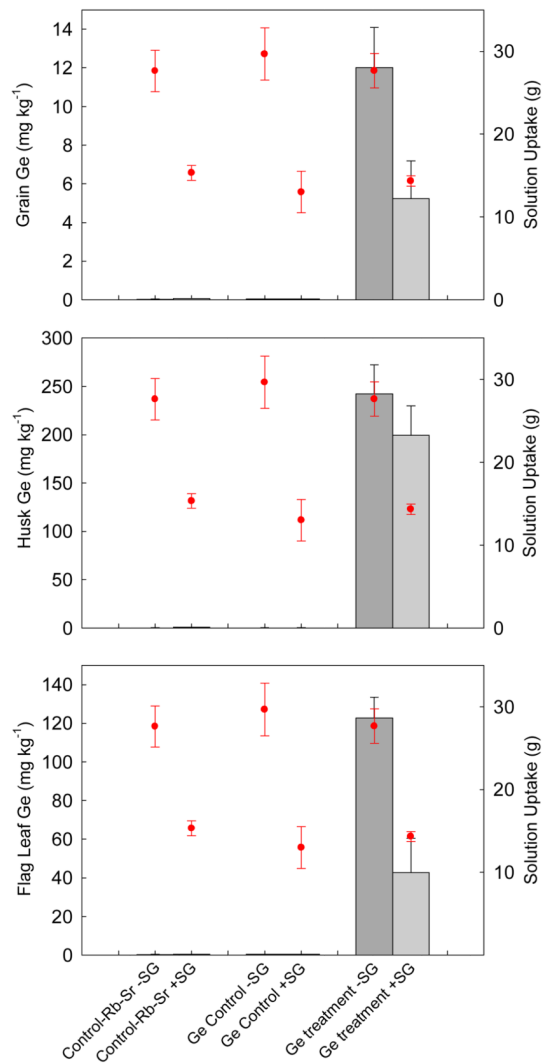 14
12
10
8
6
4
2
0
Grain Ge (mg kg⁻¹)
30
20
10
0
Solution Uptake (g)
300
250
200
150
100
50
0
Husk Ge (mg kg⁻¹)
30
20
10
0
Solution Uptake (g)
140
120
100
80
60
40
20
0
Flag Leaf Ge (mg kg⁻¹)
30
20
10
Solution Uptake (g)
Control-Rb-Sr -SG
Control-Rb-Sr +SG
Ge Control -SG
Ge Control +SG
Ge treatment -SG
Ge treatment +SG